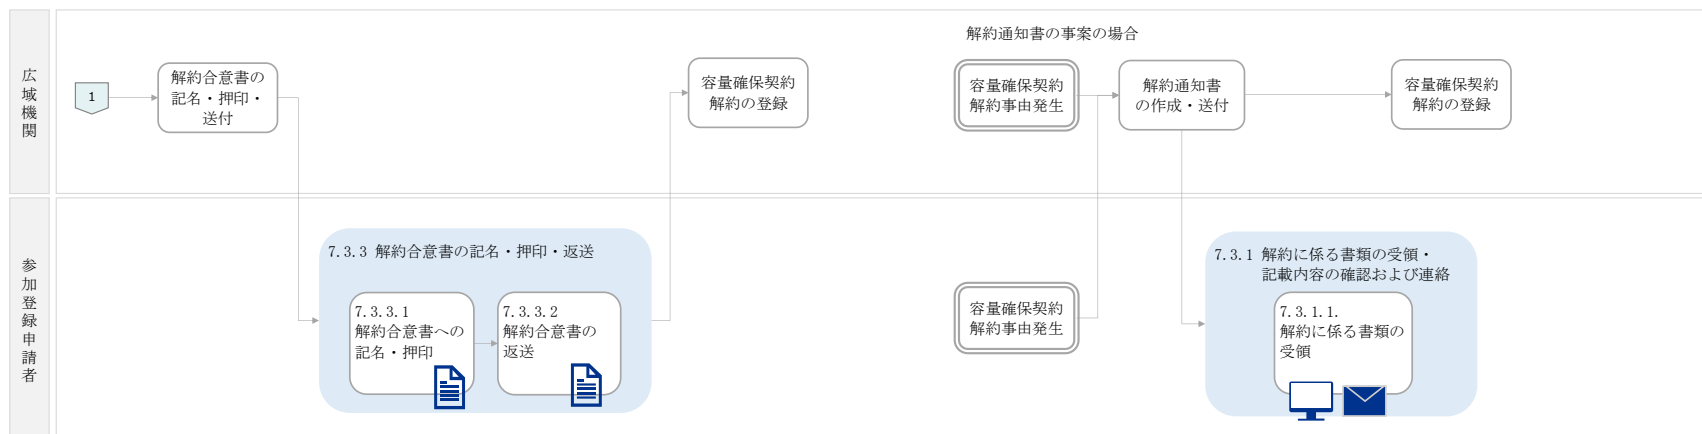 広域機関
1
解約合意書の
記名・押印・
送付
容量確保契約
解約の登録
解約通知書の事案の場合
容量確保契約
解約事由発生
解約通知書
の作成・送付
容量確保契約
解約の登録
参加登録申請者
7.3.3 解約合意書の記名・押印・返送
7.3.3.1
解約合意書への
記名・押印
7.3.3.2
解約合意書の
返送
容量確保契約
解約事由発生
7.3.1 解約に係る書類の受領・
記載内容の確認および連絡
7.3.1.1.
解約に係る書類の
受領